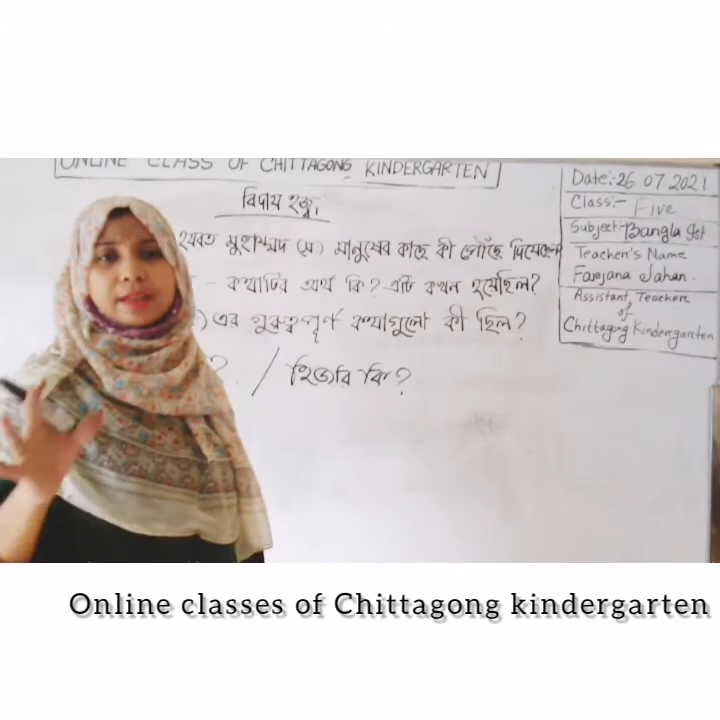 ONLINE CLASS OF CHITTAGONG KINDERGARTEN
বিদায় হজ্ব,
হযরত মুহাম্মদ (স:) মানুষের কাছে কী পৌঁছে দিয়েছেন
- কথাটির অর্থ কি? - এটি কখন হয়েছিল?
) এর গুরুত্বপূর্ণ কথাগুলো কী ছিল?
? / হিজরি কি?
Date:- 26.07.2021
Class:- Five
Subject:- Bangla 1st
Teacher's Name
Farjana Jahan.
Assistant Teacher
of
Chittagong Kindergarten
Online classes of Chittagong kindergarten